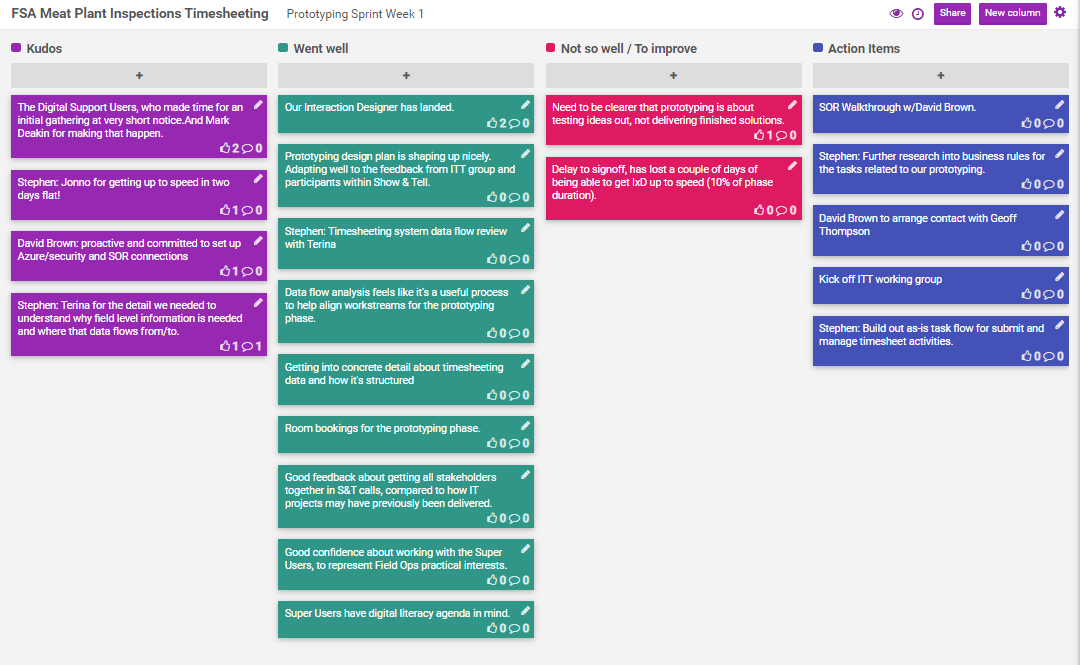 FSA Meat Plant Inspections Timesheeting
Prototyping Sprint Week 1
Share
New column
Kudos
+
The Digital Support Users, who made time for an
initial gathering at very short notice.And Mark
Deakin for making that happen.
2 0
Stephen: Jonno for getting up to speed in two
days flat!
1 0
David Brown: proactive and committed to set up
Azure/security and SOR connections
1 0
Stephen: Terina for the detail we needed to
understand why field level information is needed
and where that data flows from/to.
1 1
Went well
+
Our Interaction Designer has landed.
2 0
Prototyping design plan is shaping up nicely.
Adapting well to the feedback from ITT group and
participants within Show & Tell.
0 0
Stephen: Timesheeting system data flow review
with Terina
0 0
Data flow analysis feels like it's a useful process
to help align workstreams for the prototyping
phase.
0 0
Getting into concrete detail about timesheeting
data and how it's structured
0 0
Room bookings for the prototyping phase.
0 0
Good feedback about getting all stakeholders
together in S&T calls, compared to how IT
projects may have previously been delivered.
0 0
Good confidence about working with the Super
Users, to represent Field Ops practical interests.
0 0
Super Users have digital literacy agenda in mind.
0 0
Not so well / To improve
+
Need to be clearer that prototyping is about
testing ideas out, not delivering finished solutions.
1 0
Delay to signoff, has lost a couple of days of
being able to get IxD up to speed (10% of phase
duration).
0 0
Action Items
+
SOR Walkthrough w/David Brown.
0 0
Stephen: Further research into business rules for
the tasks related to our prototyping.
0 0
David Brown to arrange contact with Geoff
Thompson
0 0
Kick off ITT working group
0 0
Stephen: Build out as-is task flow for submit and
manage timesheet activities.
0 0